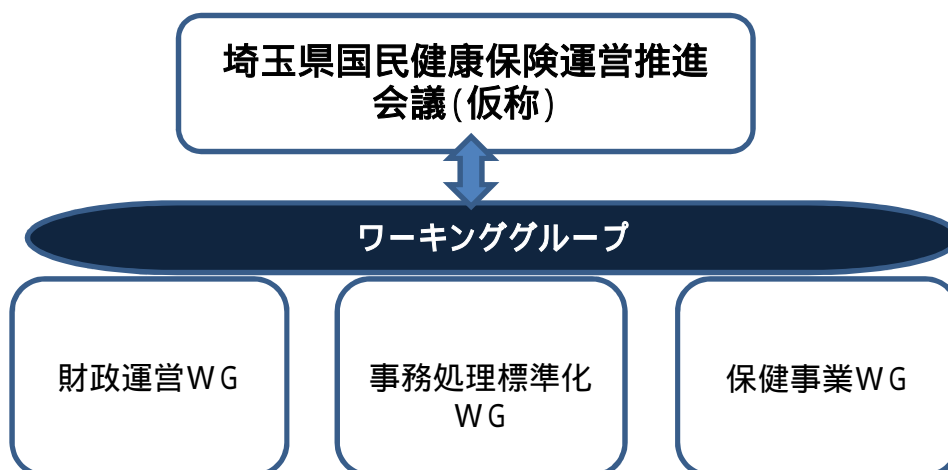 埼玉県国民健康保険運営推進
会議(仮称)
ワーキンググループ
財政運営WG
事務処理標準化
WG
保健事業WG